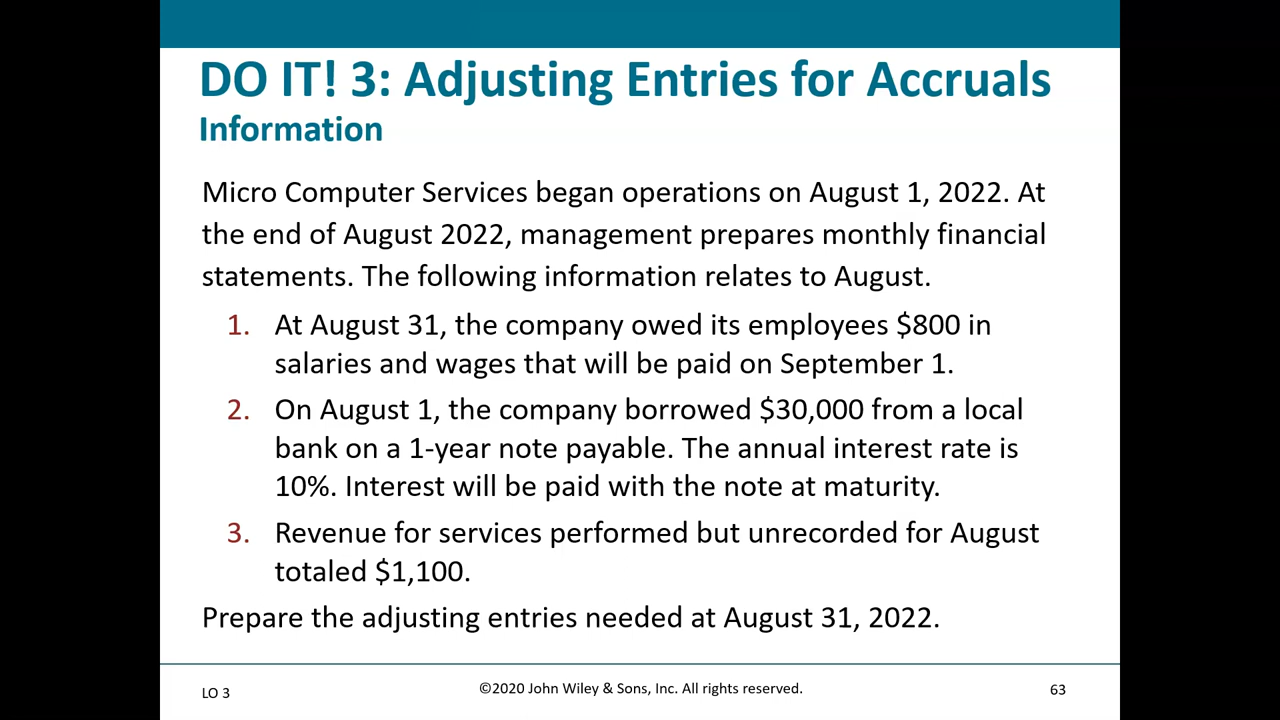 DO IT! 3: Adjusting Entries for Accruals
Information
Micro Computer Services began operations on August 1, 2022. At
the end of August 2022, management prepares monthly financial
statements. The following information relates to August.
1. At August 31, the company owed its employees $800 in
salaries and wages that will be paid on September 1.
2. On August 1, the company borrowed $30,000 from a local
bank on a 1-year note payable. The annual interest rate is
10%. Interest will be paid with the note at maturity.
3. Revenue for services performed but unrecorded for August
totaled $1,100.
Prepare the adjusting entries needed at August 31, 2022.
LO 3 ©2020 John Wiley & Sons, Inc. All rights reserved. 63